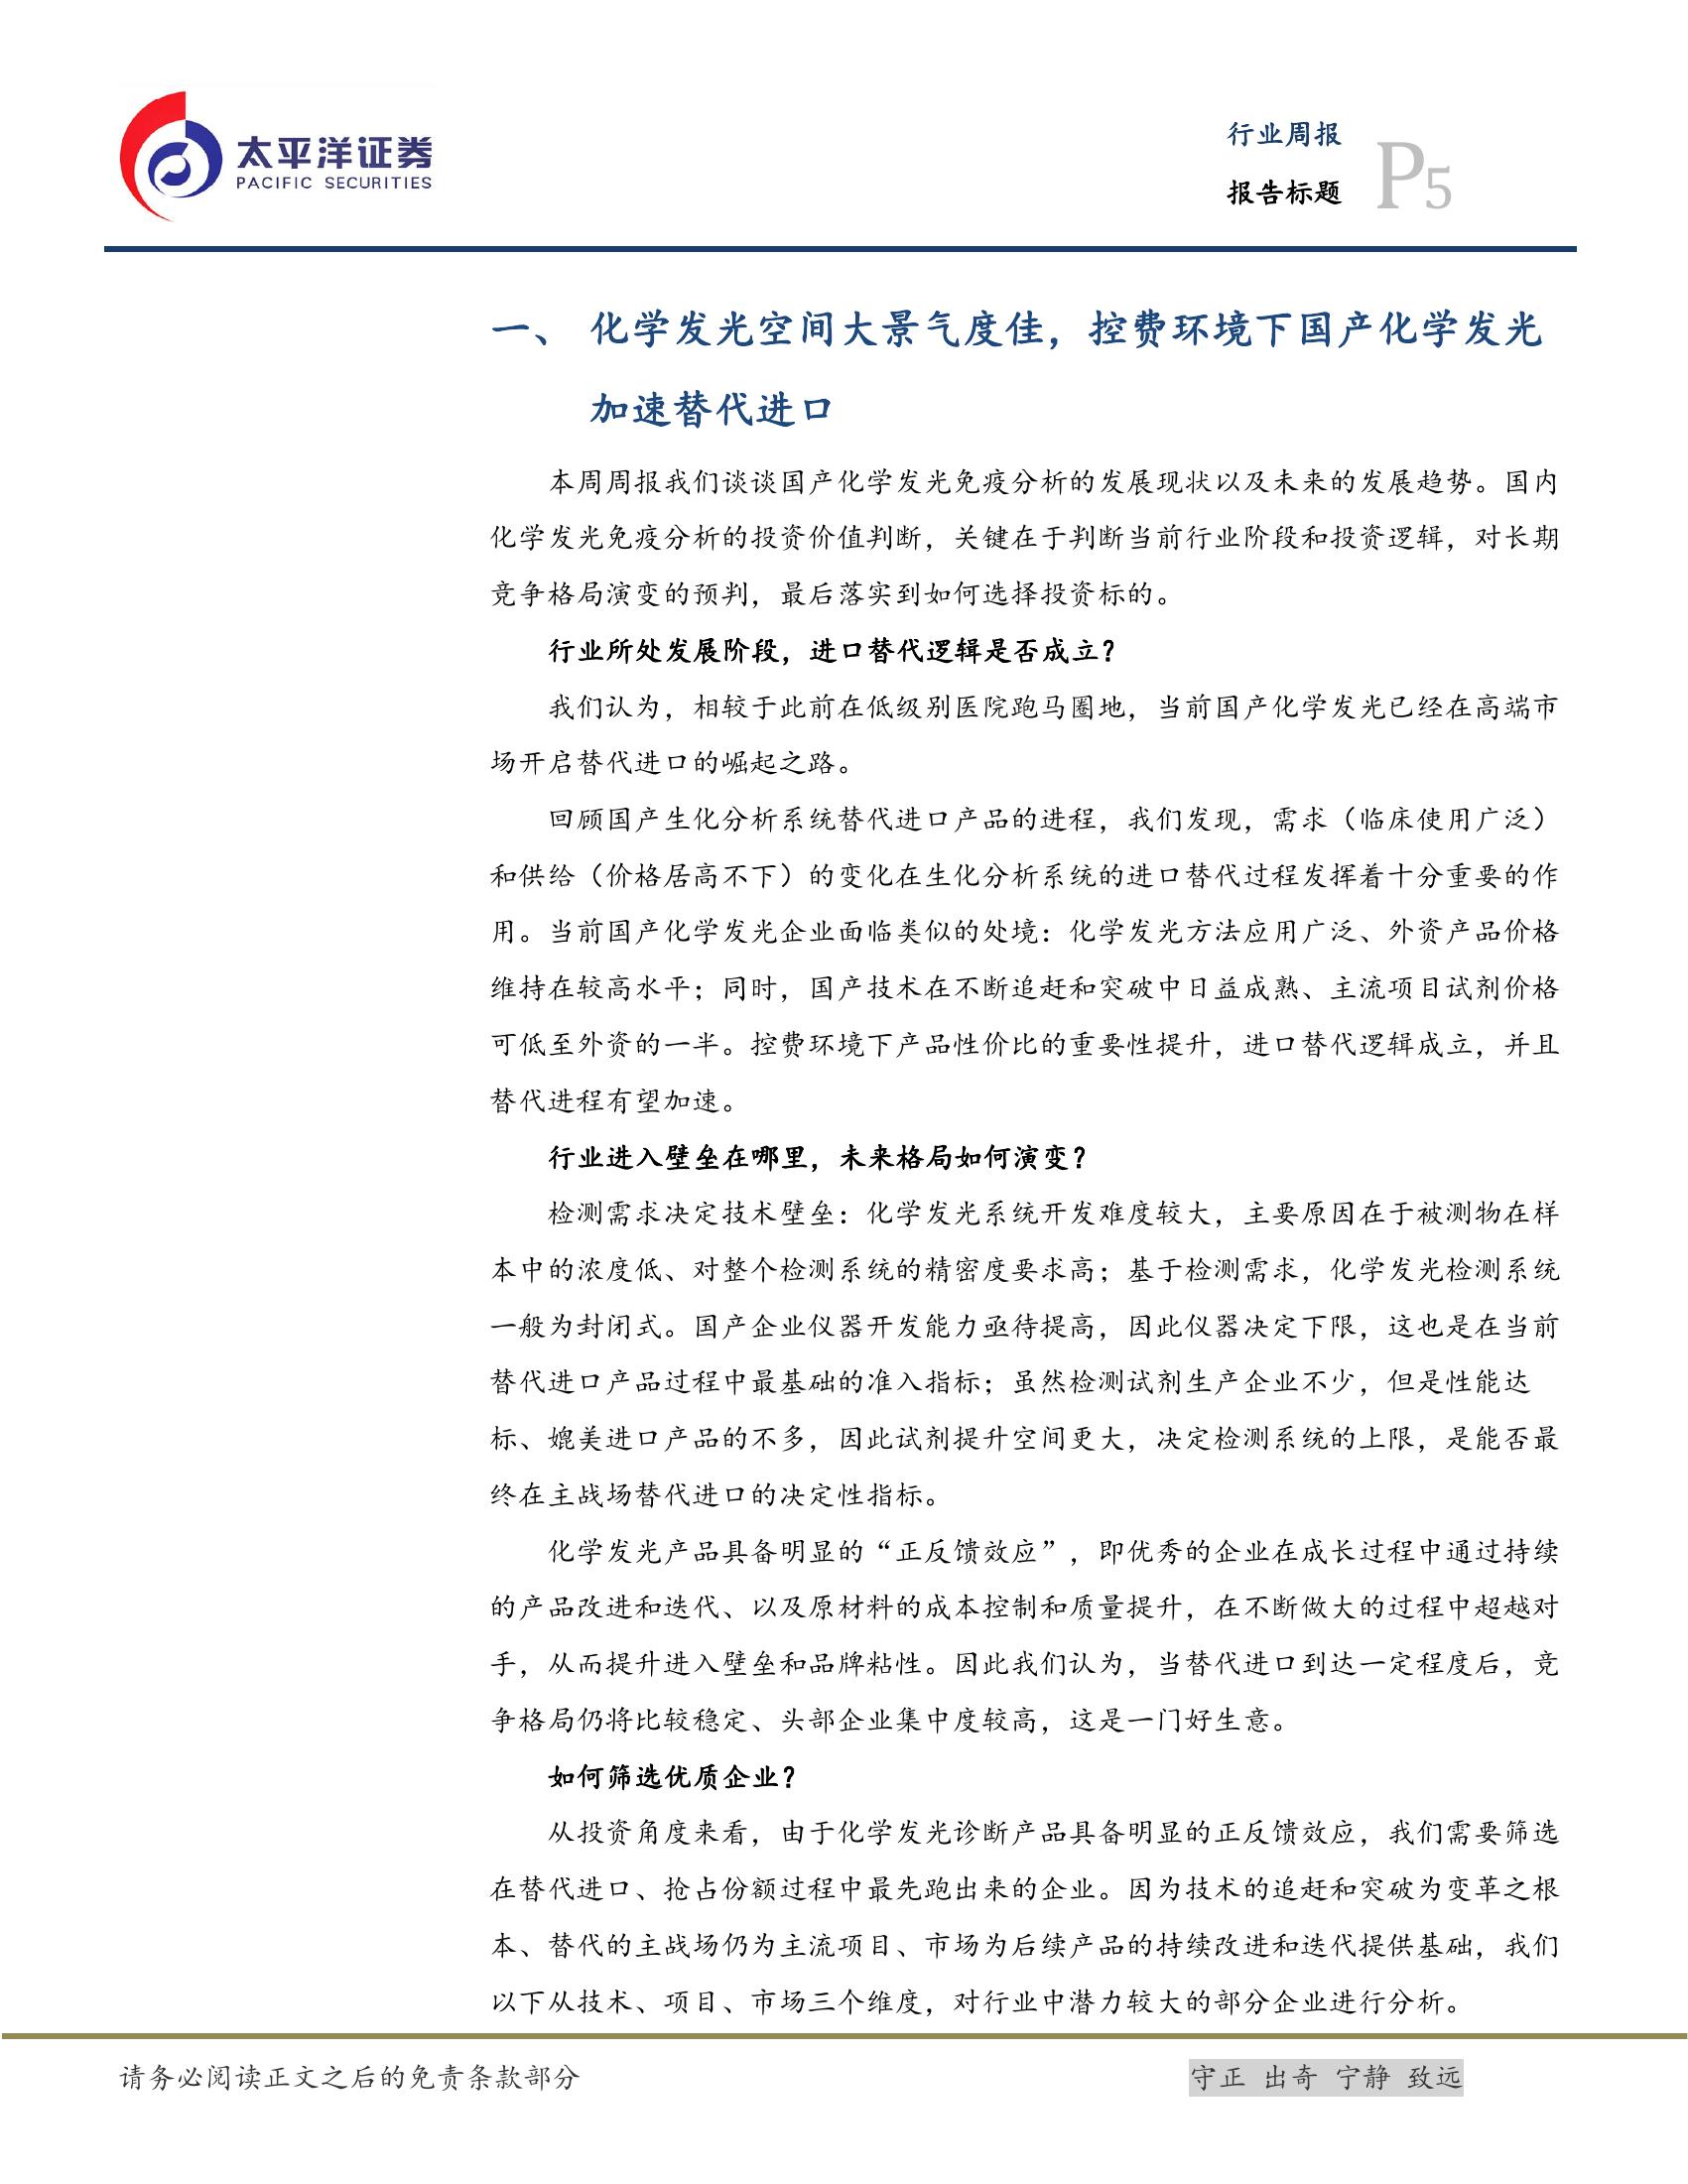 太平洋证券
PACIFIC SECURITIES
行业周报
报告标题
P5
一、 化学发光空间大景气度佳，控费环境下国产化学发光
加速替代进口
本周周报我们谈谈国产化学发光免疫分析的发展现状以及未来的发展趋势。国内
化学发光免疫分析的投资价值判断，关键在于判断当前行业阶段和投资逻辑，对长期
竞争格局演变的预判，最后落实到如何选择投资标的。
行业所处发展阶段，进口替代逻辑是否成立？
我们认为，相较于此前在低级别医院跑马圈地，当前国产化学发光已经在高端市
场开启替代进口的崛起之路。
回顾国产生化分析系统替代进口产品的进程，我们发现，需求（临床使用广泛）
和供给（价格居高不下）的变化在生化分析系统的进口替代过程发挥着十分重要的作
用。当前国产化学发光企业面临类似的处境：化学发光方法应用广泛、外资产品价格
维持在较高水平；同时，国产技术在不断追赶和突破中日益成熟、主流项目试剂价格
可低至外资的一半。控费环境下产品性价比的重要性提升，进口替代逻辑成立，并且
替代进程有望加速。
行业进入壁垒在哪里，未来格局如何演变？
检测需求决定技术壁垒：化学发光系统开发难度较大，主要原因在于被测物在样
本中的浓度低、对整个检测系统的精密度要求高；基于检测需求，化学发光检测系统
一般为封闭式。国产企业仪器开发能力亟待提高，因此仪器决定下限，这也是在当前
替代进口产品过程中最基础的准入指标；虽然检测试剂生产企业不少，但是性能达
标、媲美进口产品的不多，因此试剂提升空间更大，决定检测系统的上限，是能否最
终在主战场替代进口的决定性指标。
化学发光产品具备明显的“正反馈效应”，即优秀的企业在成长过程中通过持续
的产品改进和迭代、以及原材料的成本控制和质量提升，在不断做大的过程中超越对
手，从而提升进入壁垒和品牌粘性。因此我们认为，当替代进口到达一定程度后，竞
争格局仍将比较稳定、头部企业集中度较高，这是一门好生意。
如何筛选优质企业？
从投资角度来看，由于化学发光诊断产品具备明显的正反馈效应，我们需要筛选
在替代进口、抢占份额过程中最先跑出来的企业。因为技术的追赶和突破为变革之根
本、替代的主战场仍为主流项目、市场为后续产品的持续改进和迭代提供基础，我们
以下从技术、项目、市场三个维度，对行业中潜力较大的部分企业进行分析。
请务必阅读正文之后的免责条款部分
守正 出奇 宁静 致远